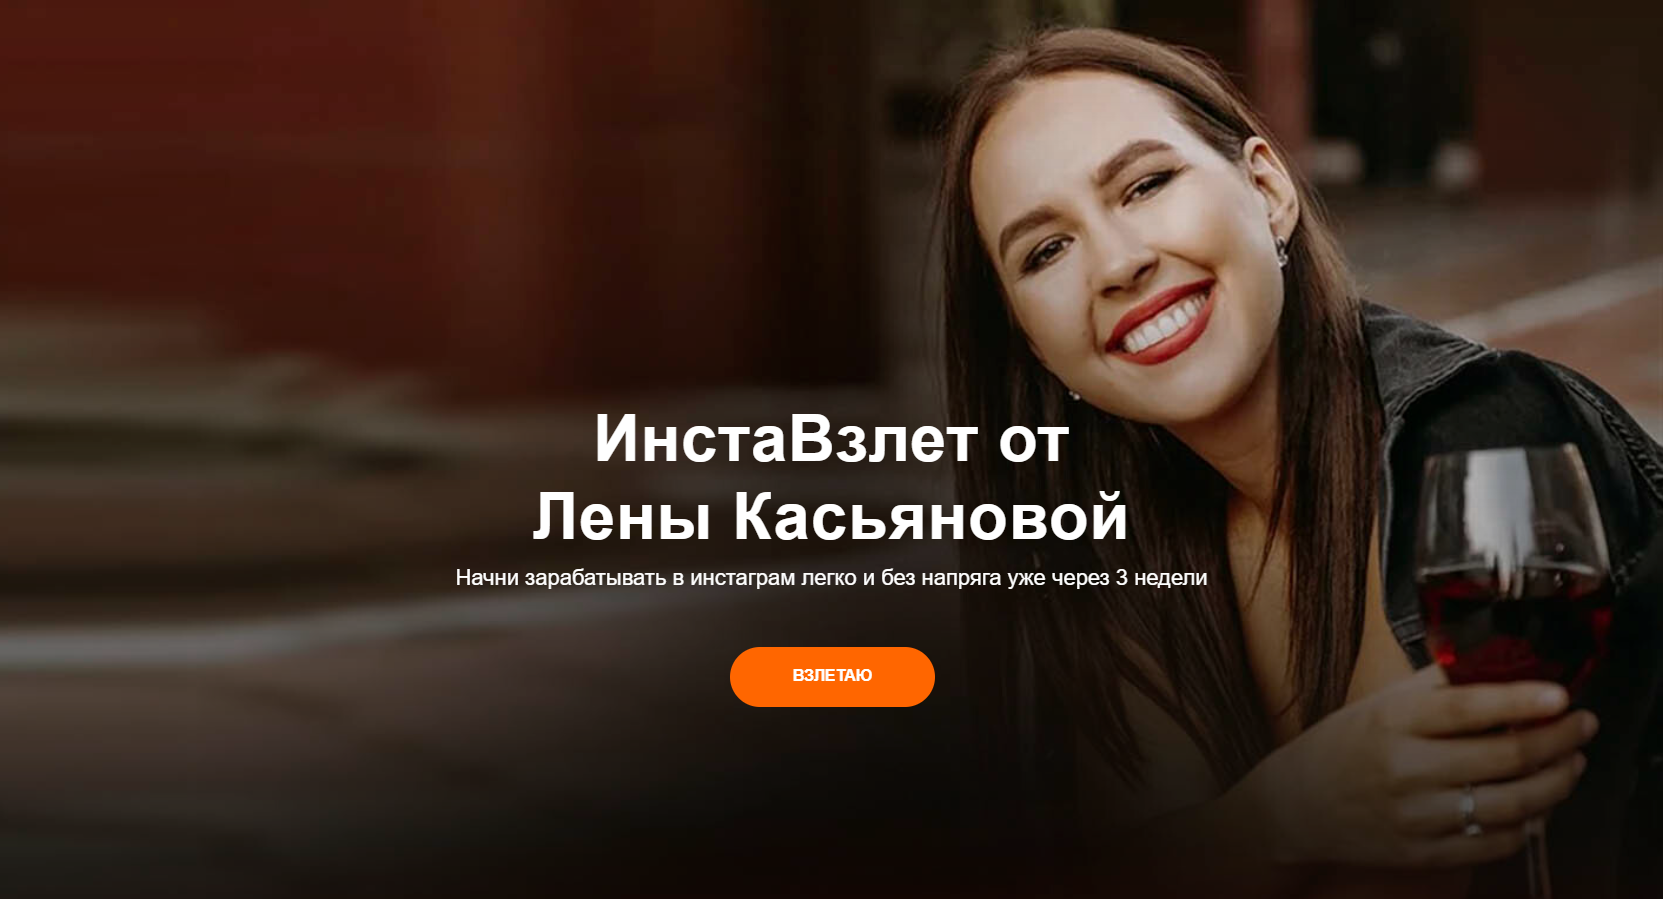 ИнстаВзлет от
Лены Касьяновой
Начни зарабатывать в инстаграм легко и без напряга уже через 3 недели
ВЗЛЕТАЮ